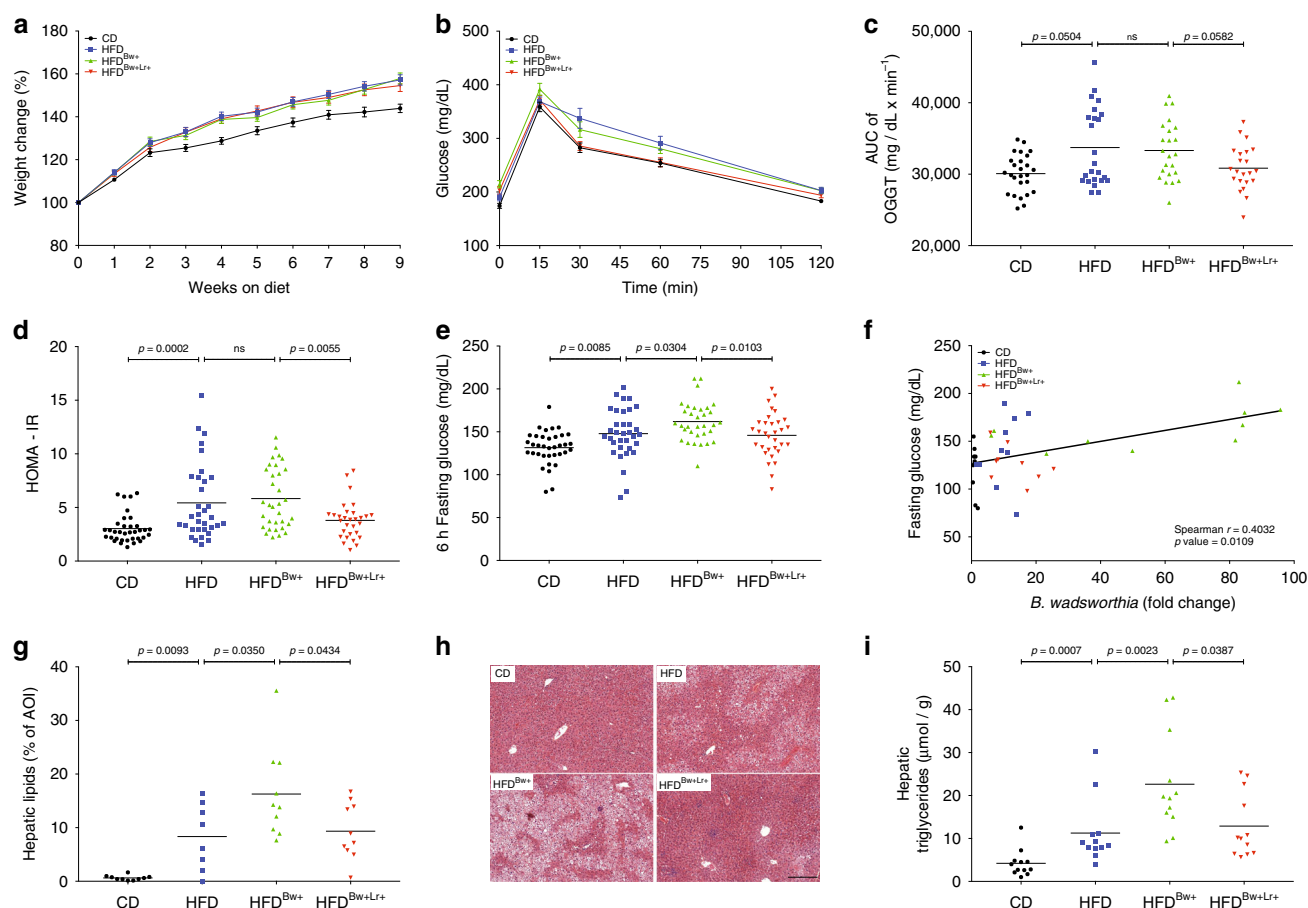 a
CD
HFD
HFD^Bw+
HFD^Bw+Lr+
Weight change (%)
180
160
140
120
100
80
0 1 2 3 4 5 6 7 8 9
Weeks on diet
b
CD
HFD
HFD^Bw+
HFD^Bw+Lr+
Glucose (mg/dL)
500
400
300
200
100
0 15 30 45 60 75 90 105 120
Time (min)
c
p = 0.0504 ns p = 0.0582
AUC of
OGGT (mg / dL x min⁻¹)
50,000
40,000
30,000
20,000
CD HFD HFD^Bw+ HFD^Bw+Lr+
d
p = 0.0002 ns p = 0.0055
HOMA - IR
20
15
10
5
0
CD HFD HFD^Bw+ HFD^Bw+Lr+
e
p = 0.0085 p = 0.0304 p = 0.0103
6 h Fasting glucose (mg/dL)
250
200
150
100
50
0
CD HFD HFD^Bw+ HFD^Bw+Lr+
f
CD
HFD
HFD^Bw+
HFD^Bw+Lr+
Fasting glucose (mg/dL)
250
200
150
100
50
Spearman r = 0.4032
p value = 0.0109
0 20 40 60 80 100
B. wadsworthia (fold change)
g
p = 0.0093 p = 0.0350 p = 0.0434
Hepatic lipids (% of AOI)
40
30
20
10
0
CD HFD HFD^Bw+ HFD^Bw+Lr+
h
CD HFD
HFD^Bw+ HFD^Bw+Lr+
i
p = 0.0007 p = 0.0023 p = 0.0387
Hepatic
triglycerides (μmol / g)
50
40
30
20
10
0
CD HFD HFD^Bw+ HFD^Bw+Lr+